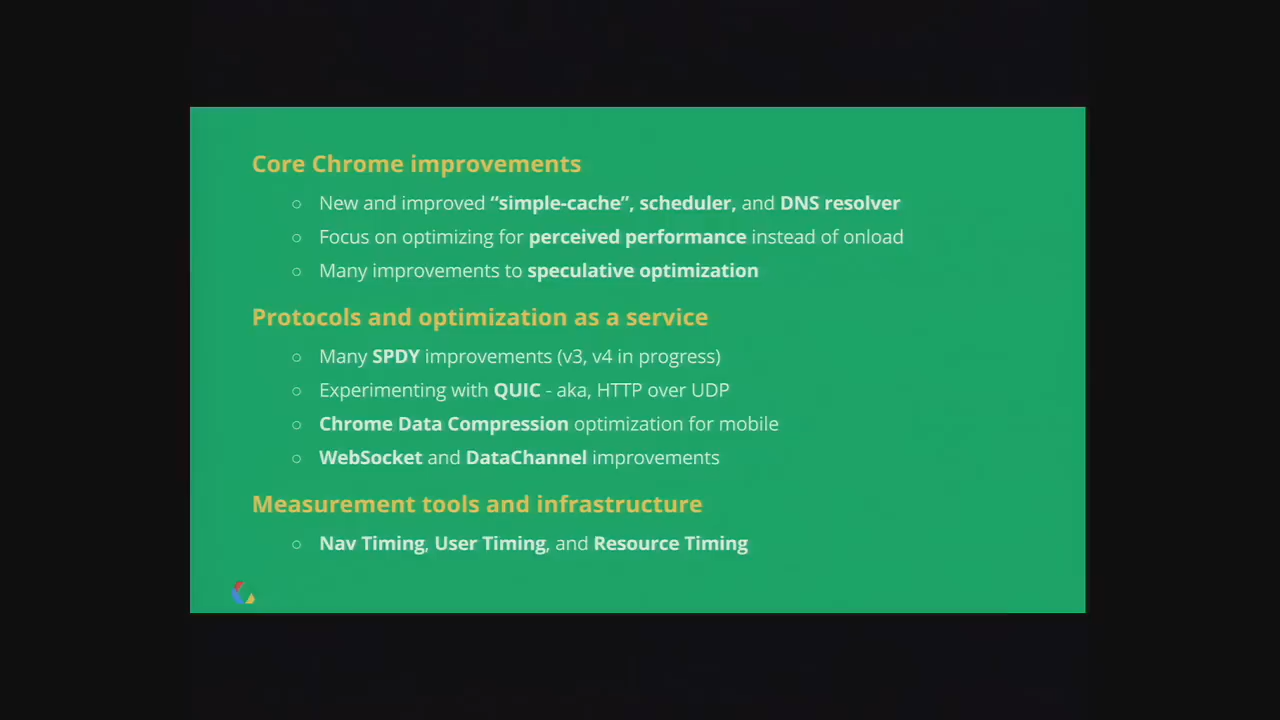 Core Chrome improvements
○ New and improved “simple-cache”, scheduler, and DNS resolver
○ Focus on optimizing for perceived performance instead of onload
○ Many improvements to speculative optimization
Protocols and optimization as a service
○ Many SPDY improvements (v3, v4 in progress)
○ Experimenting with QUIC - aka, HTTP over UDP
○ Chrome Data Compression optimization for mobile
○ WebSocket and DataChannel improvements
Measurement tools and infrastructure
○ Nav Timing, User Timing, and Resource Timing